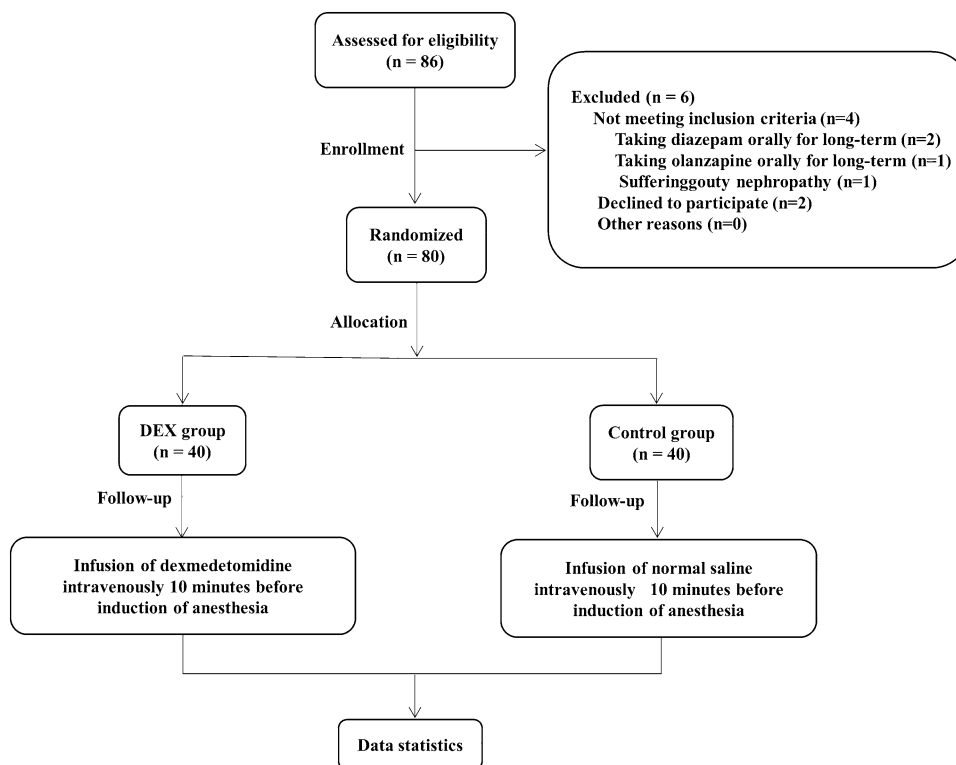 Assessed for eligibility
(n = 86)
Excluded (n = 6)
Not meeting inclusion criteria (n=4)
Taking diazepam orally for long-term (n=2)
Taking olanzapine orally for long-term (n=1)
Sufferinggouty nephropathy (n=1)
Declined to participate (n=2)
Other reasons (n=0)
Enrollment
Randomized
(n = 80)
Allocation
DEX group
(n = 40)
Control group
(n = 40)
Follow-up
Follow-up
Infusion of dexmedetomidine
intravenously 10 minutes before
induction of anesthesia
Infusion of normal saline
intravenously 10 minutes before
induction of anesthesia
Data statistics